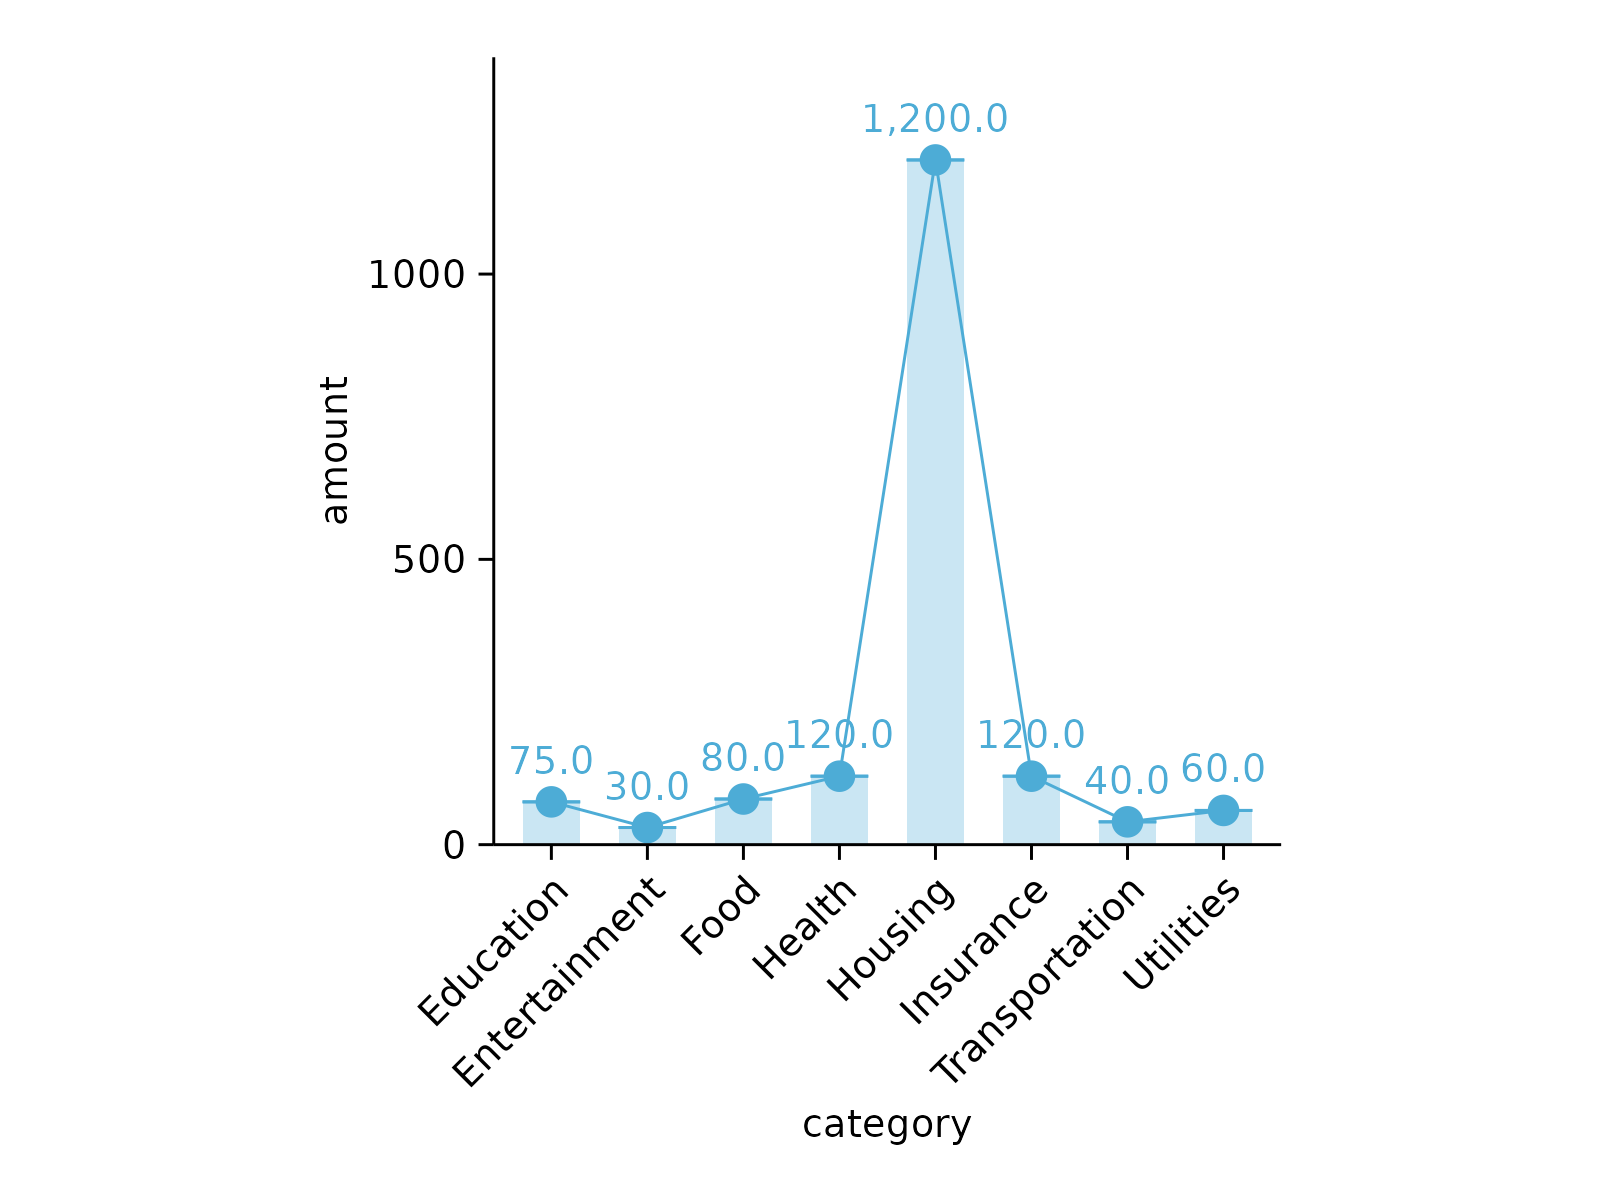 1,200.0
1000
amount
500
120.0
120.0
75.0
30.0
80.0
40.0
60.0
0
Education
Entertainment
Food
Health
Housing
Insurance
Transportation
Utilities
category